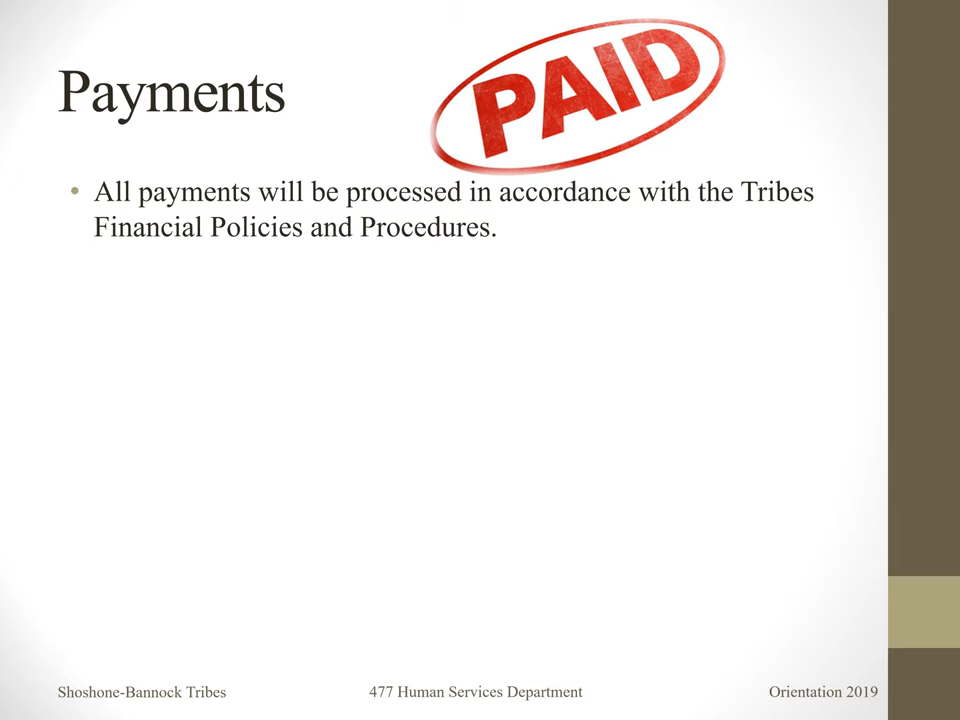 Payments
PAID
• All payments will be processed in accordance with the Tribes
Financial Policies and Procedures.
Shoshone-Bannock Tribes
477 Human Services Department
Orientation 2019